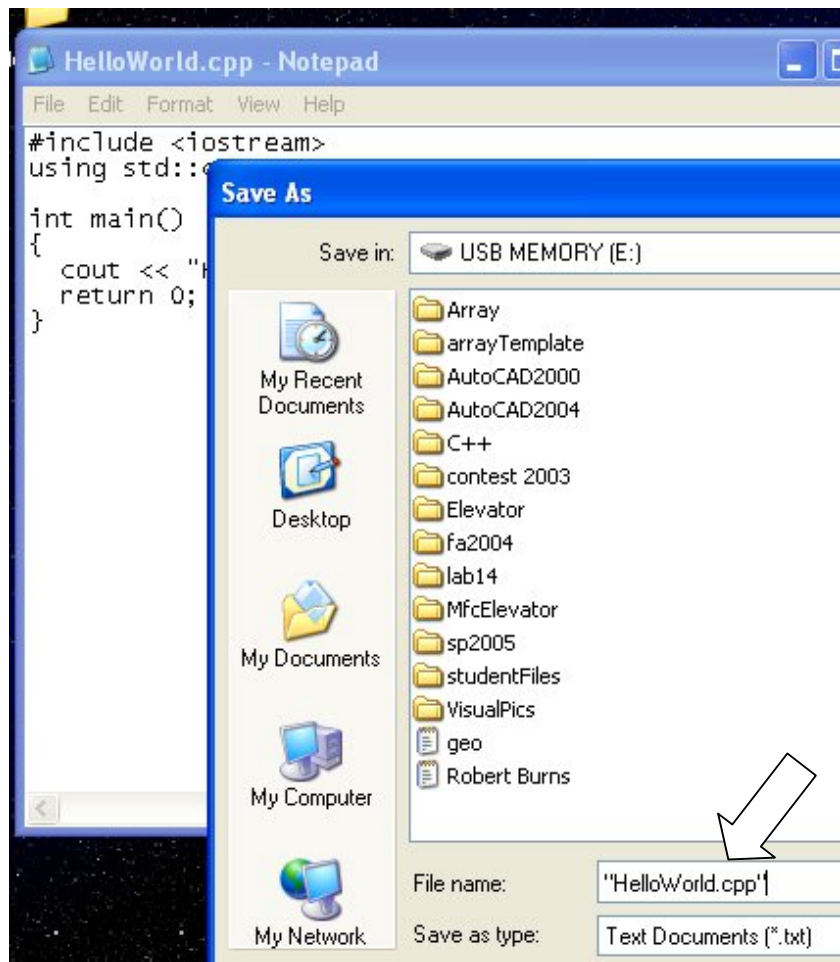 HelloWorld.cpp - Notepad
File Edit Format View Help
#include <iostream>
using std::
int main()
{
cout << "
return 0;
}
Save As
Save in:
USB MEMORY (E:)
My Recent
Documents
Desktop
My Documents
My Computer
My Network
Array
arrayTemplate
AutoCAD2000
AutoCAD2004
C++
contest 2003
Elevator
fa2004
lab14
MfcElevator
sp2005
studentFiles
VisualPics
geo
Robert Burns
File name:
"HelloWorld.cpp"
Save as type:
Text Documents (*.txt)